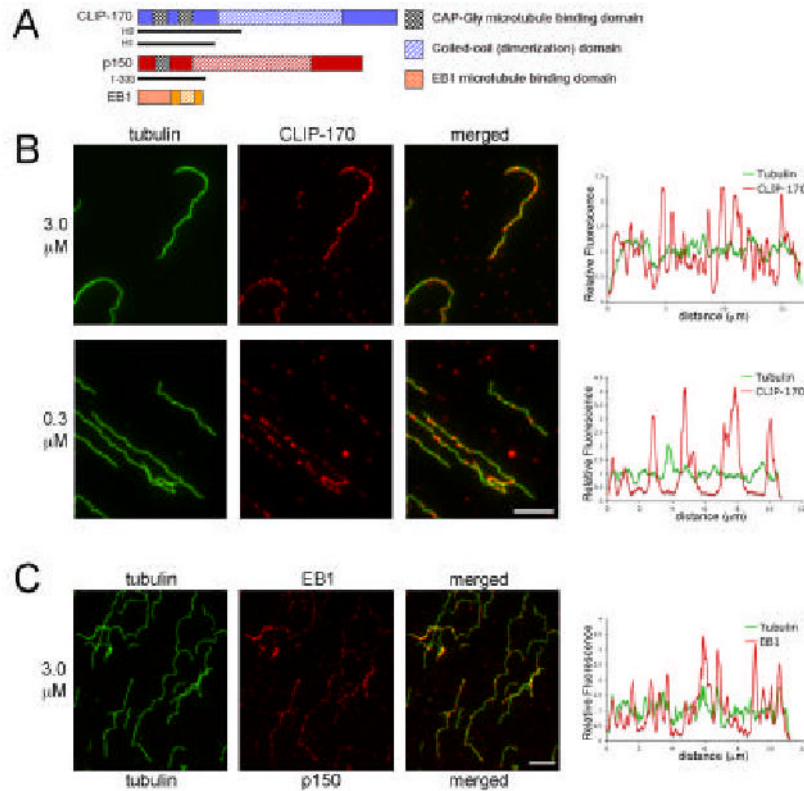 A
CLIP-170
H2
H1
p150
EB1
CAP-Gly microtubule binding domain
Coiled-coil (dimerization) domain
EB1 microtubule binding domain
B
tubulin CLIP-170 merged
3.0
μM
Tubulin
CLIP-170
Relative Fluorescence
distance (μm)
0.3
μM
Tubulin
CLIP-170
Relative Fluorescence
distance (μm)
C
tubulin EB1 merged
3.0
μM
Tubulin
EB1
Relative Fluorescence
distance (μm)
tubulin p150 merged